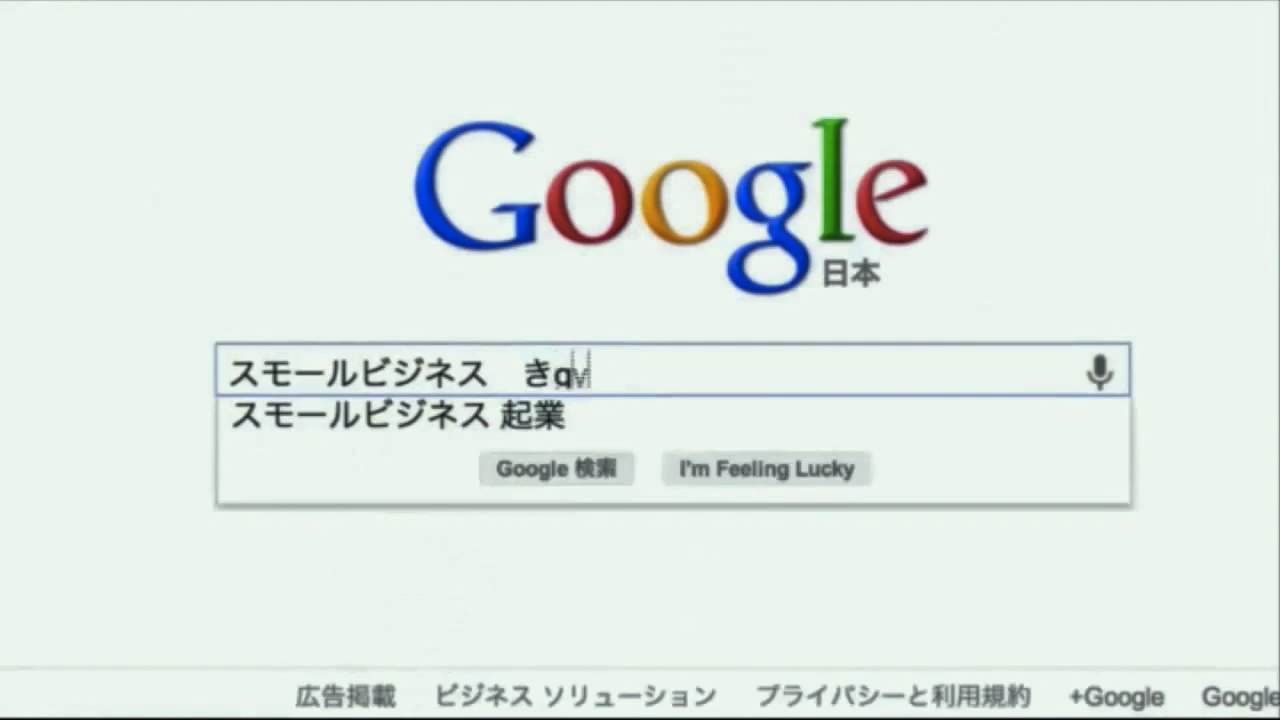 Google
日本
スモールビジネス　きg
スモールビジネス 起業
Google 検索 I'm Feeling Lucky
広告掲載 ビジネス ソリューション プライバシーと利用規約 +Google Google